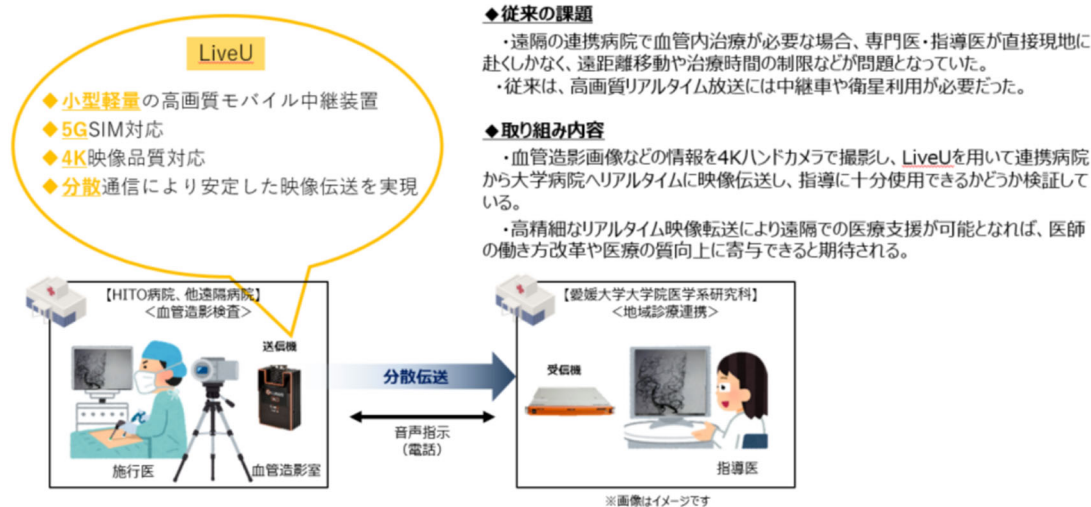 LiveU
◆小型軽量の高画質モバイル中継装置
◆5GSIM対応
◆4K映像品質対応
◆分散通信により安定した映像伝送を実現
◆従来の課題
・遠隔の連携病院で血管内治療が必要な場合、専門医・指導医が直接現地に
赴くしかなく、遠距離移動や治療時間の制限などが問題となっていた。
・従来は、高画質リアルタイム放送には中継車や衛星利用が必要だった。
◆取り組み内容
・血管造影画像などの情報を4Kハンドカメラで撮影し、LiveUを用いて連携病院
から大学病院へリアルタイムに映像伝送し、指導に十分使用できるかどうか検証して
いる。
・高精細なリアルタイム映像転送により遠隔での医療支援が可能となれば、医師
の働き方改革や医療の質向上に寄与できると期待される。
【HITO病院、他遠隔病院】
＜血管造影検査＞
送信機
施行医
血管造影室
分散伝送
音声指示
（電話）
【愛媛大学大学院医学系研究科】
＜地域診療連携＞
受信機
指導医
※画像はイメージです